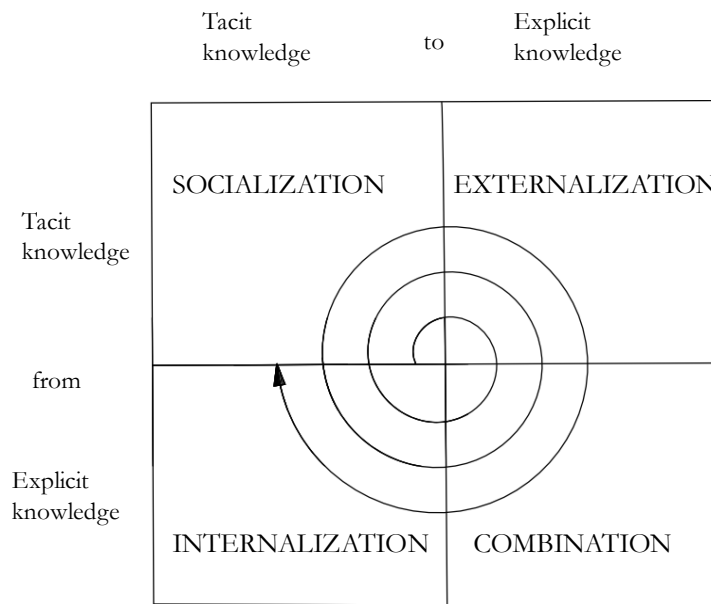 Tacit
knowledge
to
Explicit
knowledge
SOCIALIZATION
EXTERNALIZATION
Tacit
knowledge
from
Explicit
knowledge
INTERNALIZATION
COMBINATION